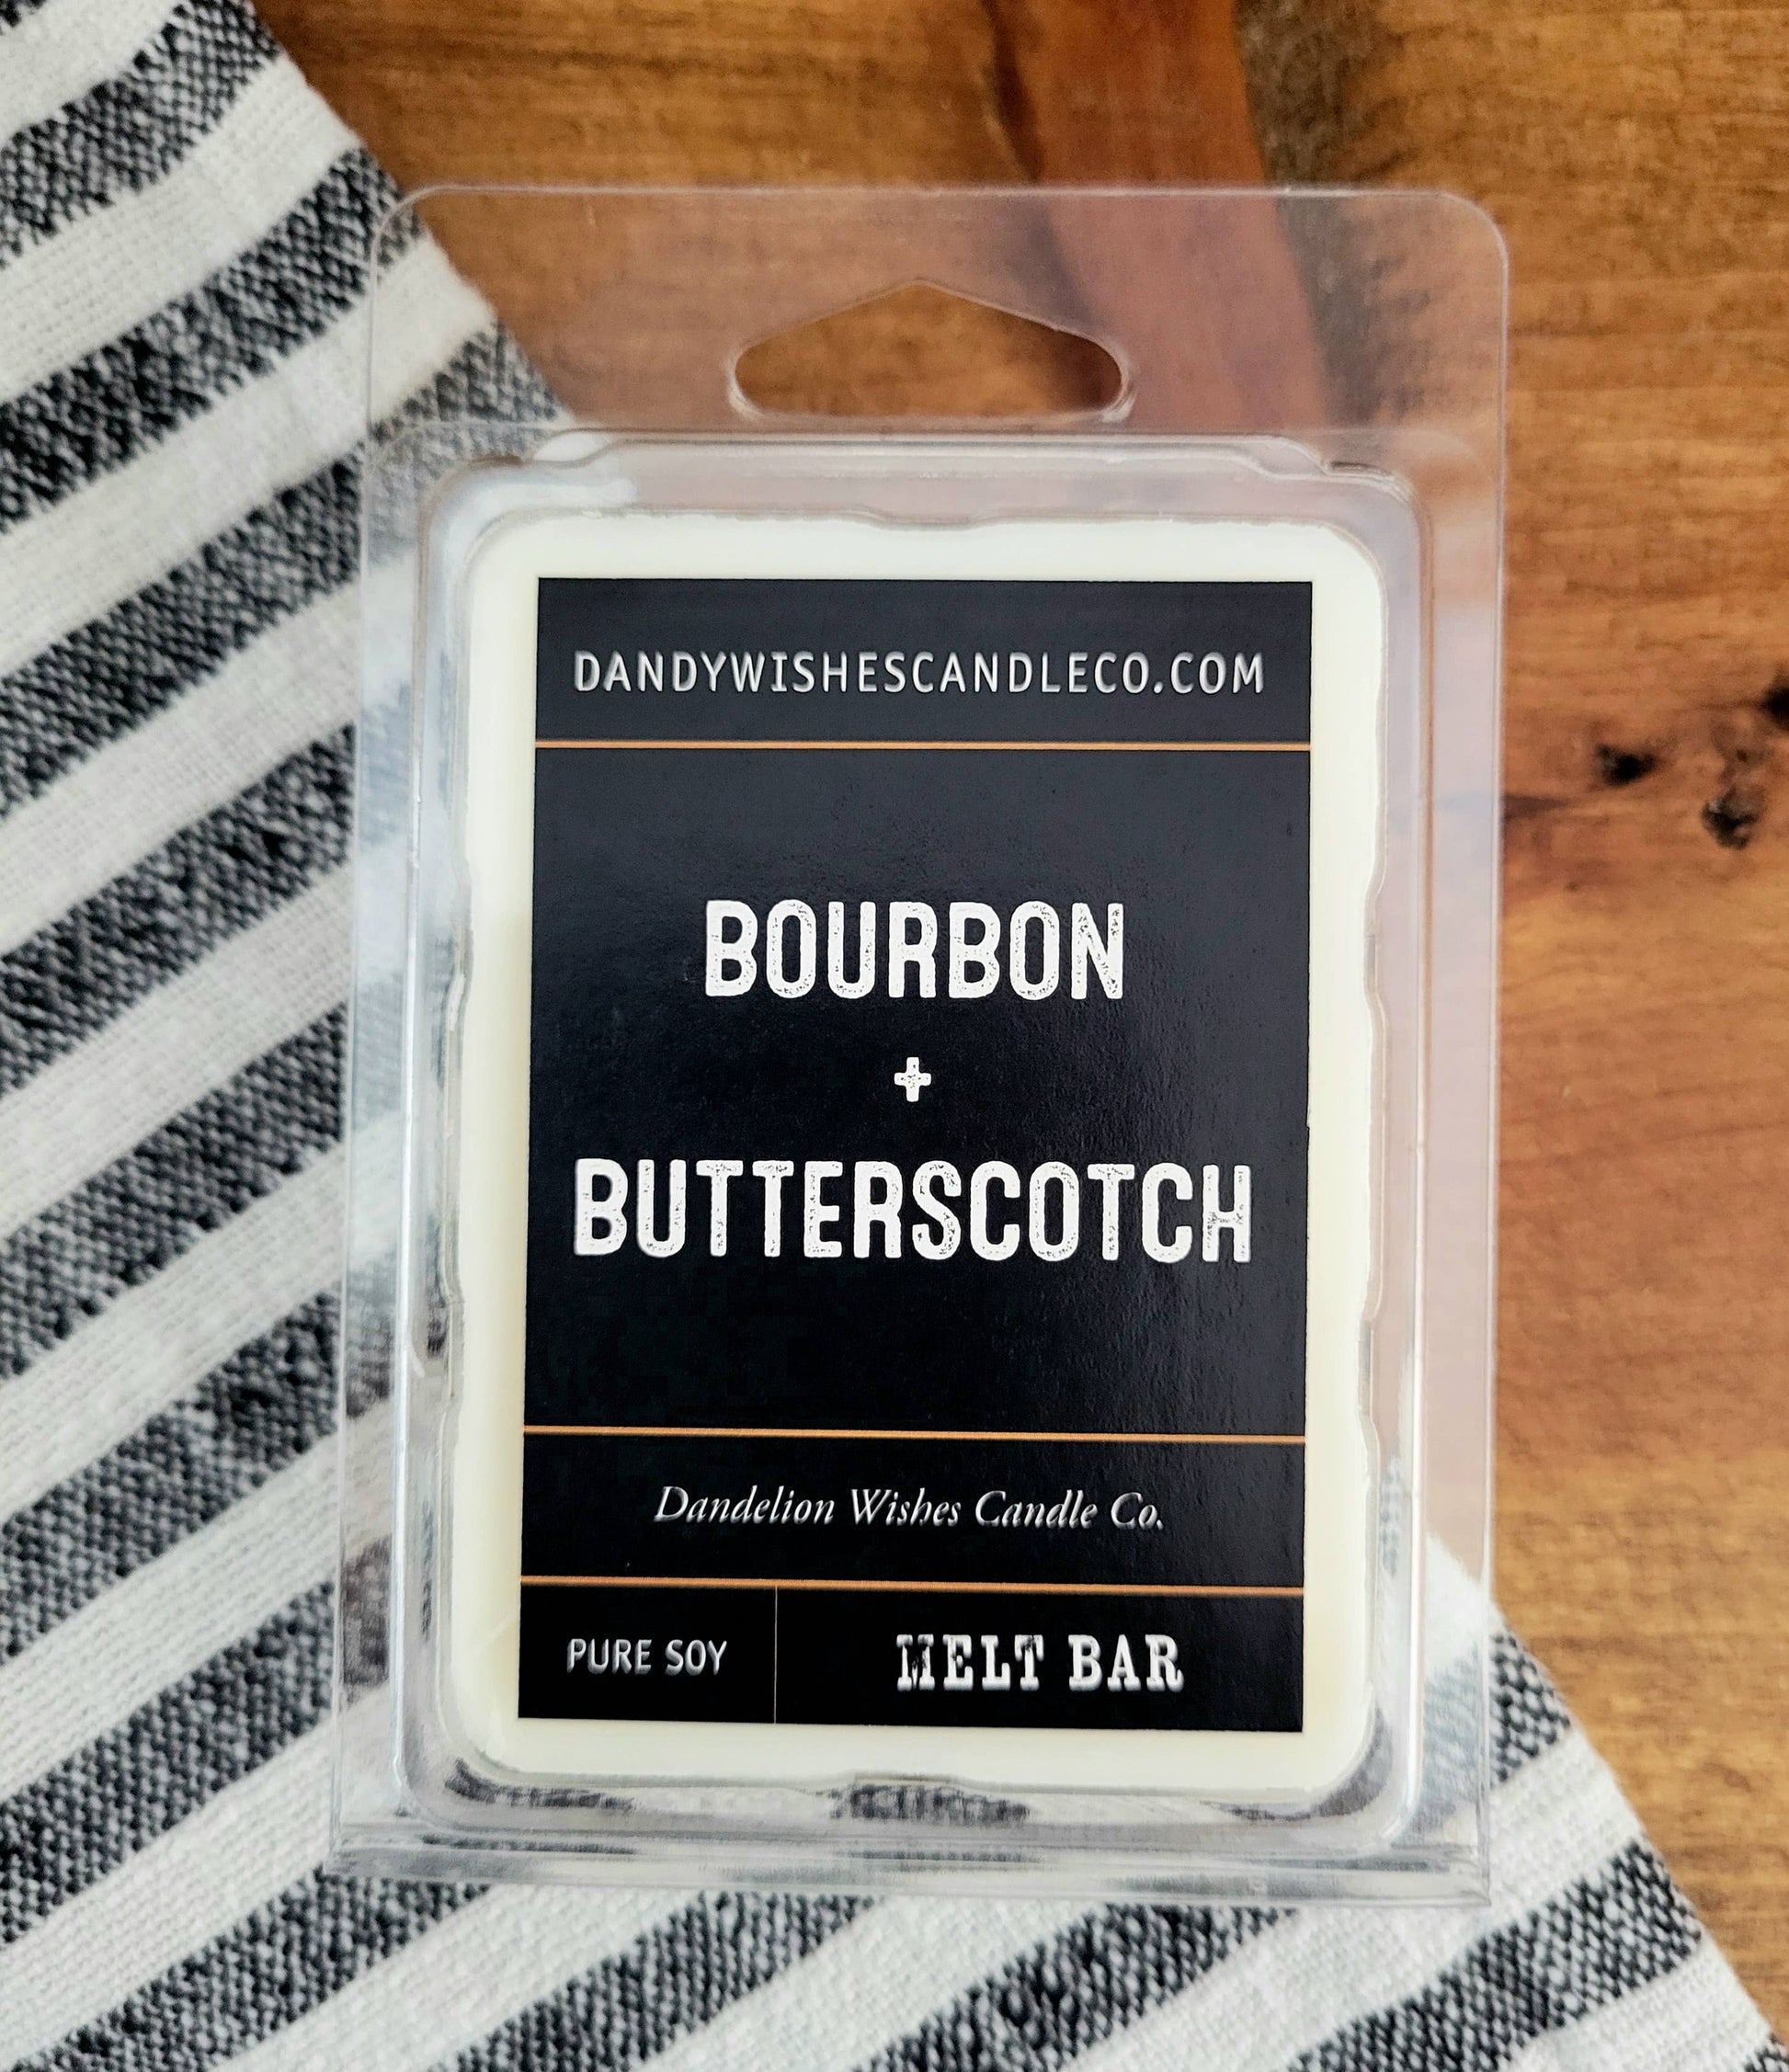 DANDYWISHESCANDLECO.COM
BOURBON
+
BUTTERSCOTCH
Dandelion Wishes Candle Co.
PURE SOY
MELT BAR